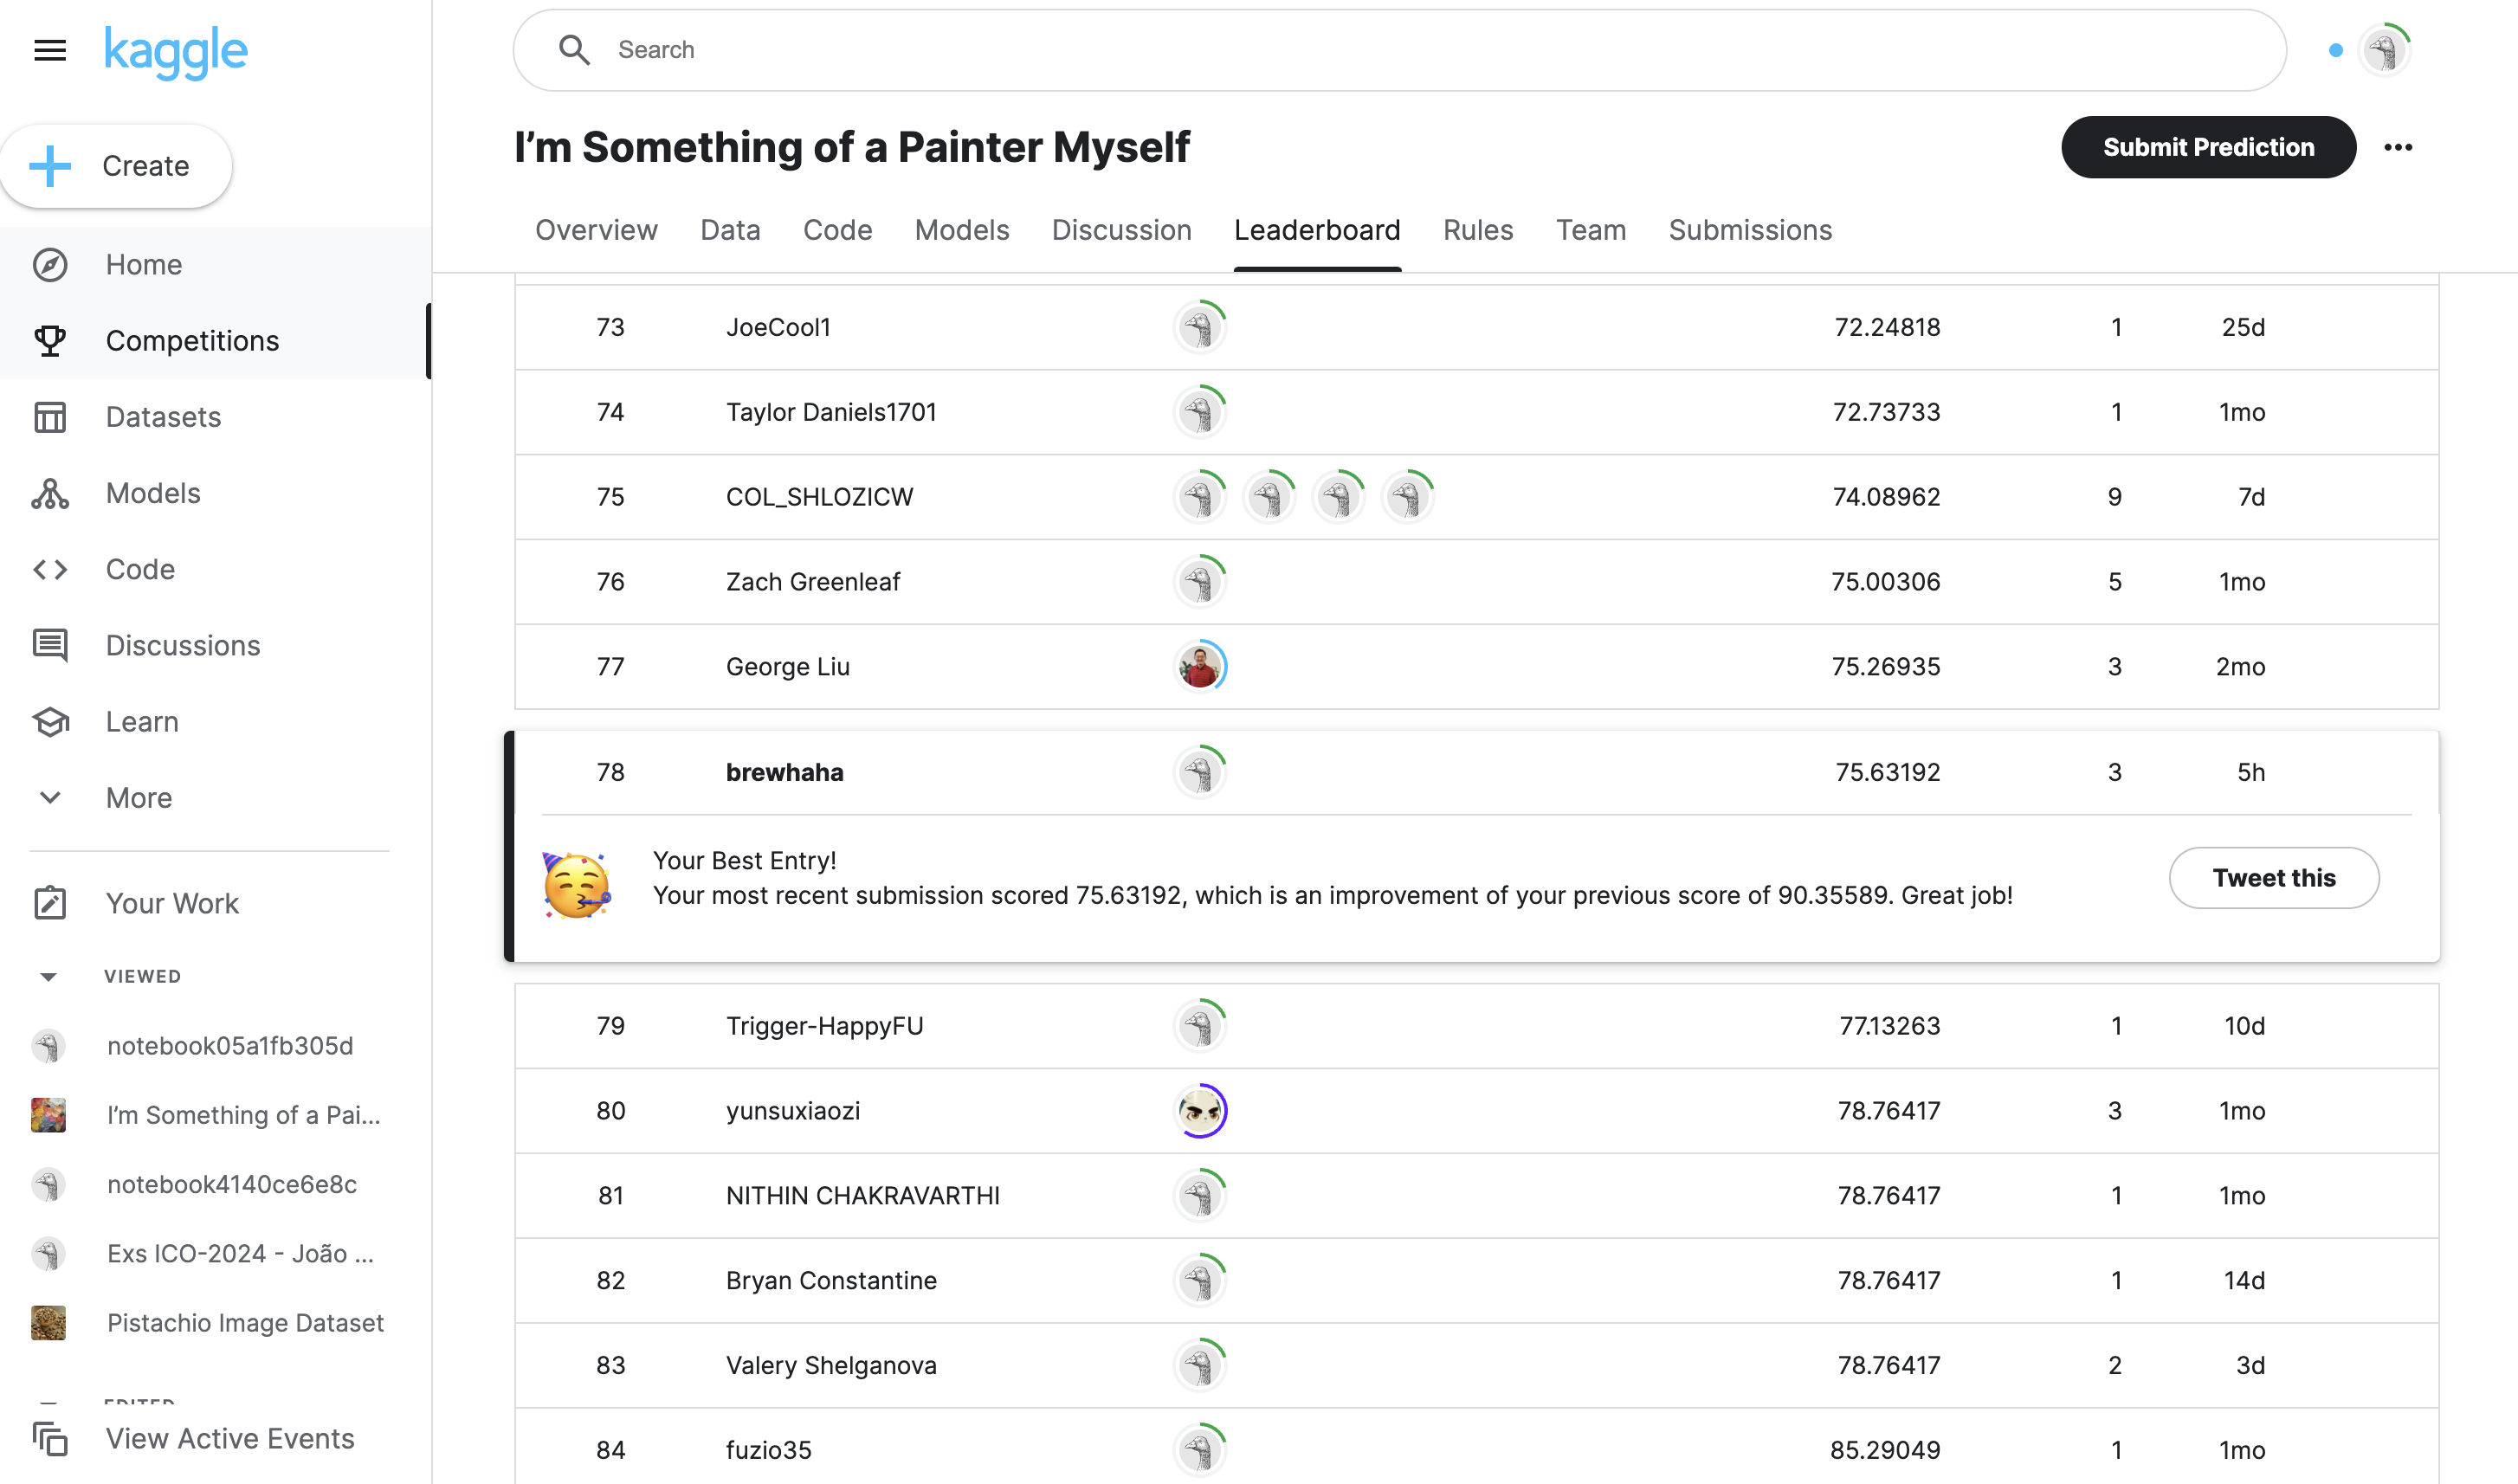 kaggle
Search
Create
Home
Competitions
Datasets
Models
Code
Discussions
Learn
More
Your Work
VIEWED
notebook05a1fb305d
I'm Something of a Pai...
notebook4140ce6e8c
Exs ICO-2024 - João ...
Pistachio Image Dataset
EDITED
View Active Events
I'm Something of a Painter Myself
Submit Prediction
Overview Data Code Models Discussion Leaderboard Rules Team Submissions
73 JoeCool1 72.24818 1 25d
74 Taylor Daniels1701 72.73733 1 1mo
75 COL_SHLOZICW 74.08962 9 7d
76 Zach Greenleaf 75.00306 5 1mo
77 George Liu 75.26935 3 2mo
78 brewhaha 75.63192 3 5h
Your Best Entry!
Your most recent submission scored 75.63192, which is an improvement of your previous score of 90.35589. Great job!
Tweet this
79 Trigger-HappyFU 77.13263 1 10d
80 yunsuxiaozi 78.76417 3 1mo
81 NITHIN CHAKRAVARTHI 78.76417 1 1mo
82 Bryan Constantine 78.76417 1 14d
83 Valery Shelganova 78.76417 2 3d
84 fuzio35 85.29049 1 1mo